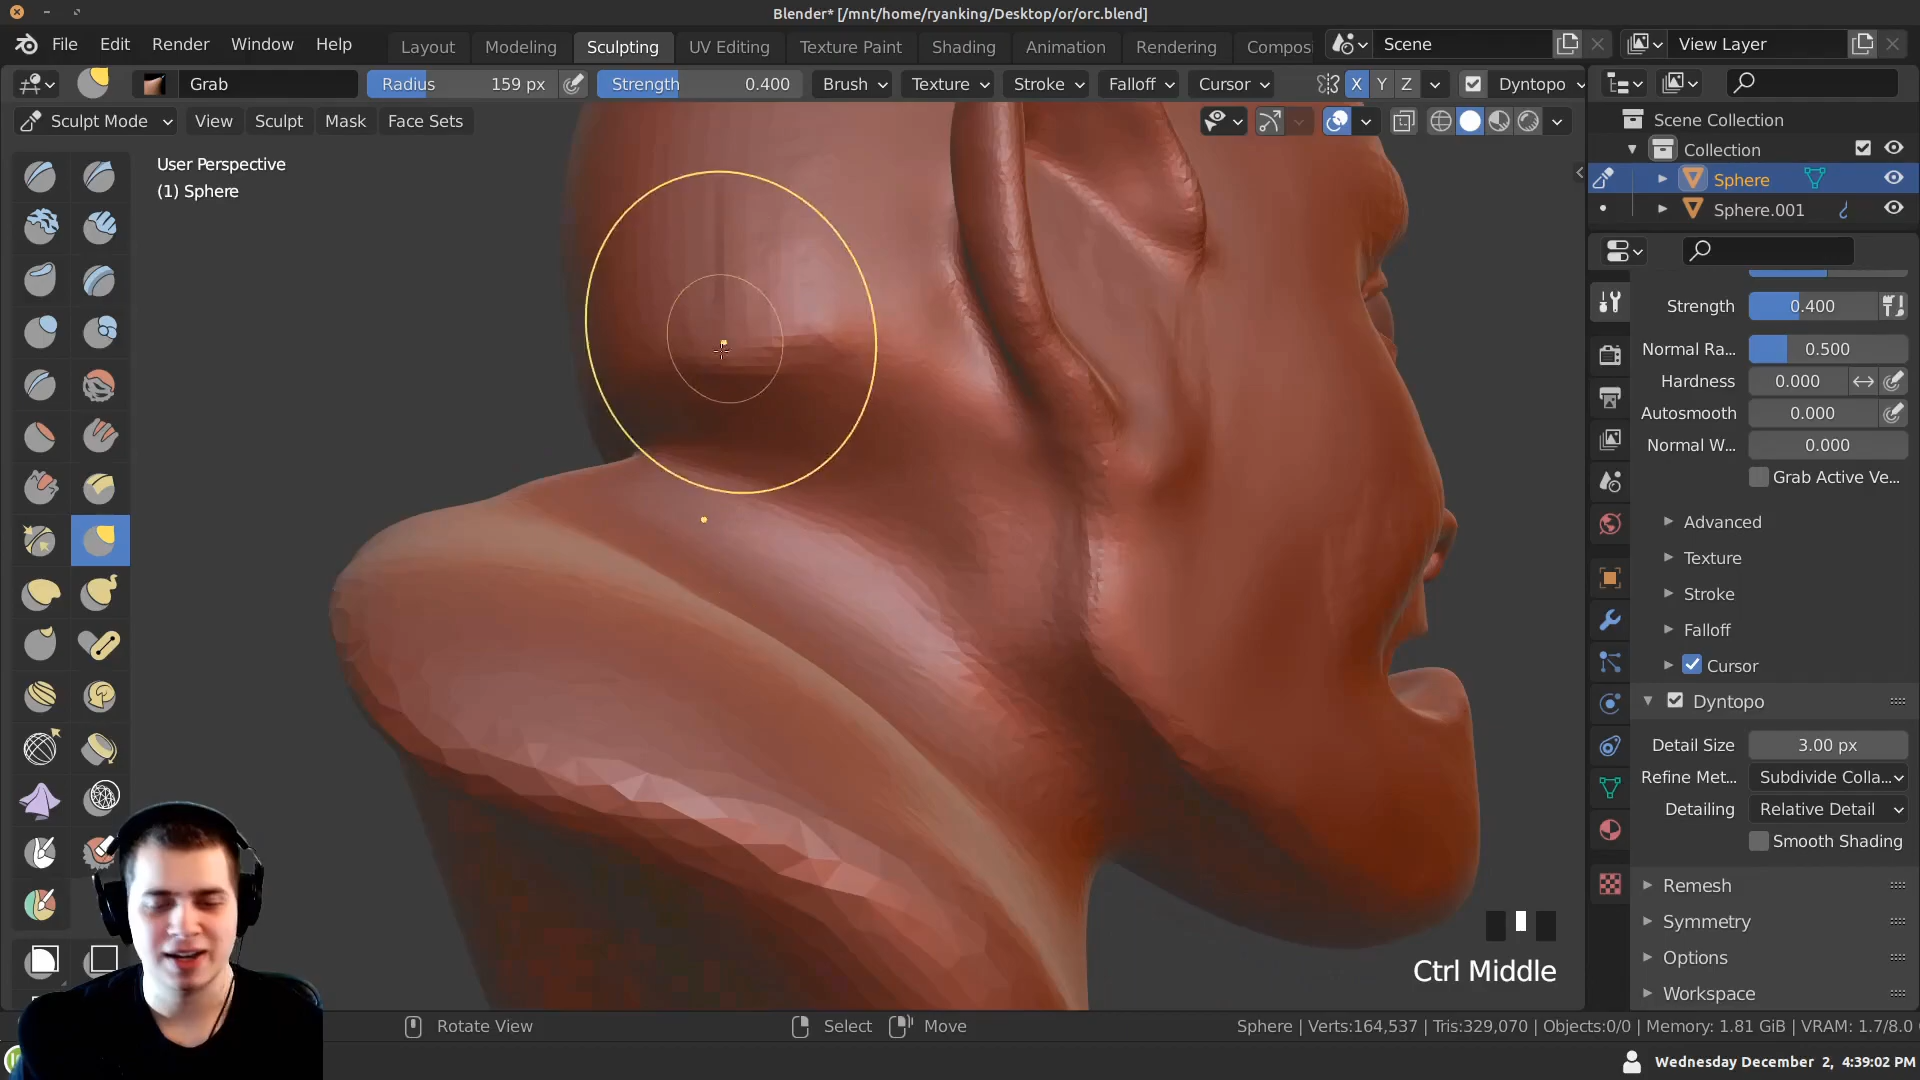 Blender* [/mnt/home/ryanking/Desktop/or/orc.blend]
File Edit Render Window Help
Layout Modeling Sculpting UV Editing Texture Paint Shading Animation Rendering Composi
Scene
View Layer
Grab
Radius 159 px
Strength 0.400
Brush Texture Stroke Falloff Cursor
X Y Z
Dyntopo
Sculpt Mode View Sculpt Mask Face Sets
User Perspective
(1) Sphere
Scene Collection
Collection
Sphere
Sphere.001
Strength 0.400
Normal Ra... 0.500
Hardness 0.000
Autosmooth 0.000
Normal W... 0.000
Grab Active Ve...
Advanced
Texture
Stroke
Falloff
Cursor
Dyntopo
Detail Size 3.00 px
Refine Met... Subdivide Colla...
Detailing Relative Detail
Smooth Shading
Remesh
Symmetry
Options
Workspace
Ctrl Middle
Rotate View
Select
Move
Sphere | Verts:164,537 | Tris:329,070 | Objects:0/0 | Memory: 1.81 GiB | VRAM: 1.7/8.0
Wednesday December 2, 4:39:02 PM